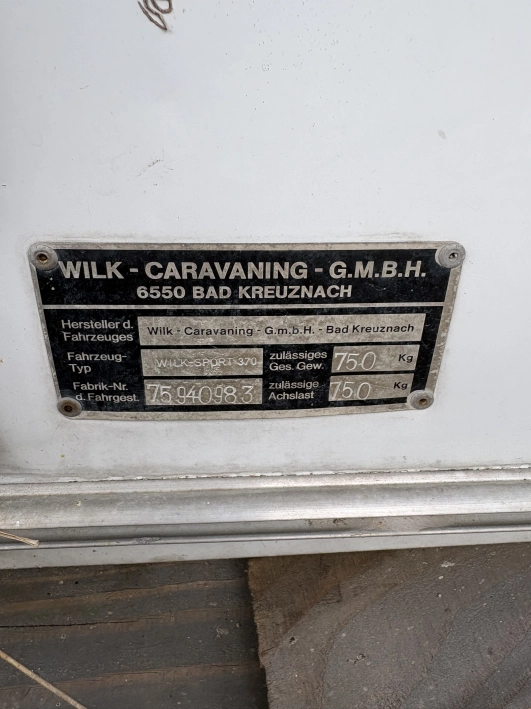 WILK - CARAVANING - G.M.B.H.
6550 BAD KREUZNACH
Hersteller d. Fahrzeuges Wilk - Caravaning - G.m.b.H. - Bad Kreuznach
Fahrzeug-Typ WILK-SPORT 370 zulässiges Ges. Gew. 750 Kg
Fabrik-Nr. d. Fahrgest. 75940983 zulässige Achslast 750 Kg